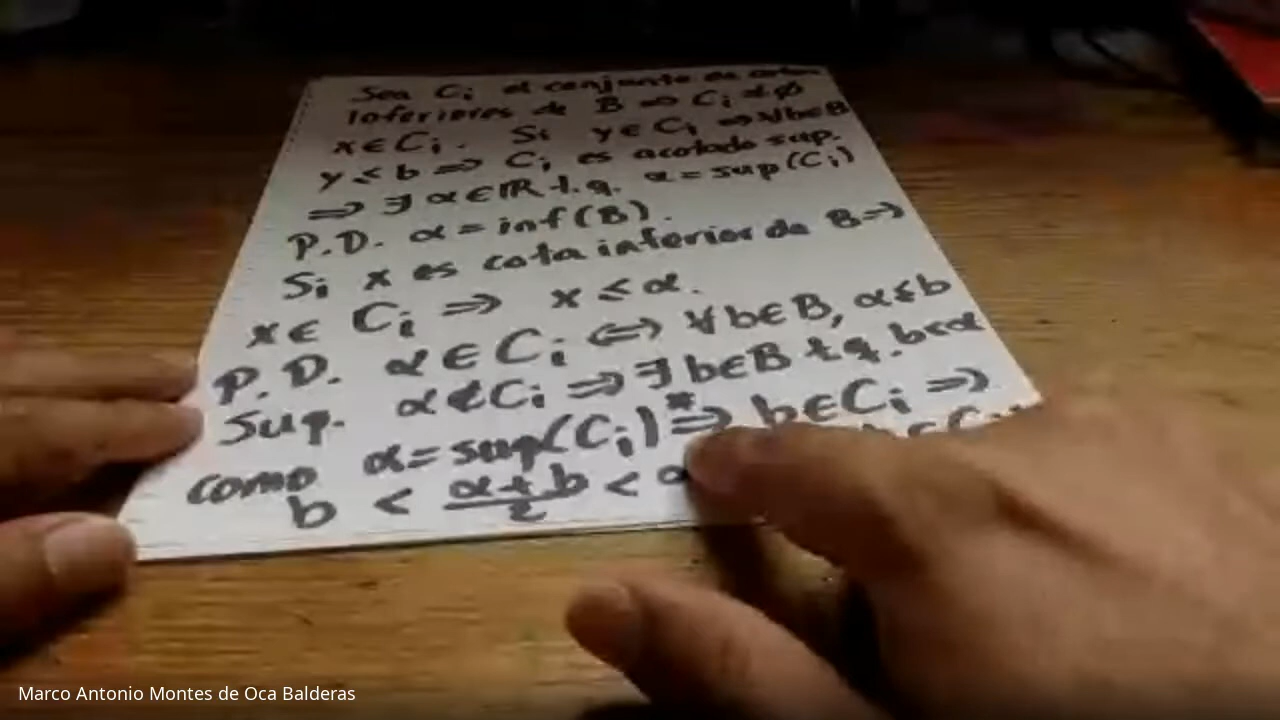 Sea Ci el conjunto de cotas
inferiores de B => Ci ≠ ∅
x ∈ Ci. Si y ∈ Ci => ∀b∈B
y ≤ b => Ci es acotado sup.
=> ∃ α ∈ ℝ t.q. α = sup(Ci)
P.D. α = inf(B).
Si x es cota inferior de B =>
x ∈ Ci => x ≤ α.
P.D. α ∈ Ci <=> ∀b∈B, α ≤ b
Sup. α ∉ Ci => ∃ b∈B t.q. b<α
como α = sup(Ci) =>* b ∈ Ci =>
b < (α + b)/2 < α
Marco Antonio Montes de Oca Balderas